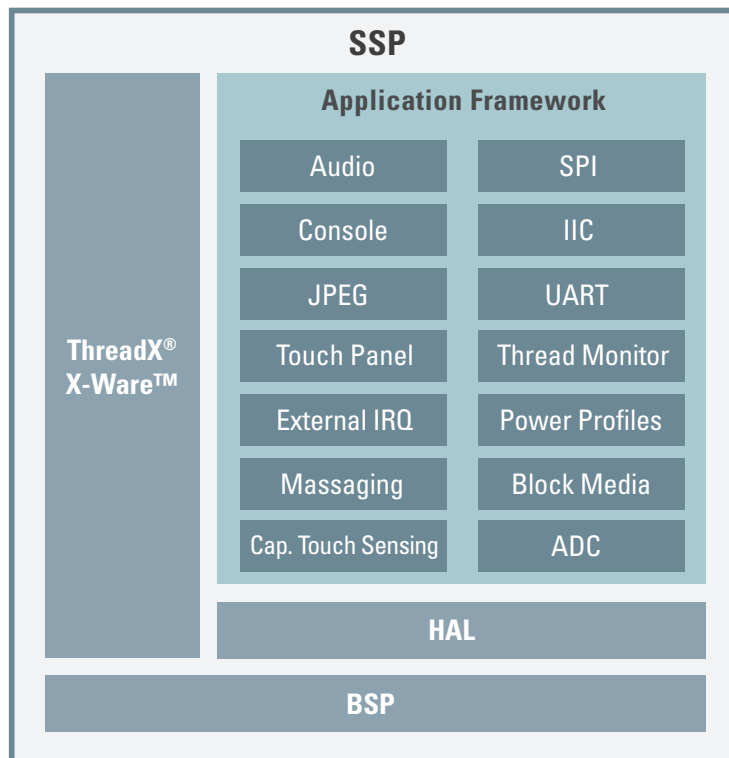 SSP
Application Framework
Audio
SPI
Console
IIC
JPEG
UART
ThreadX®
X-Ware™
Touch Panel
Thread Monitor
External IRQ
Power Profiles
Massaging
Block Media
Cap. Touch Sensing
ADC
HAL
BSP